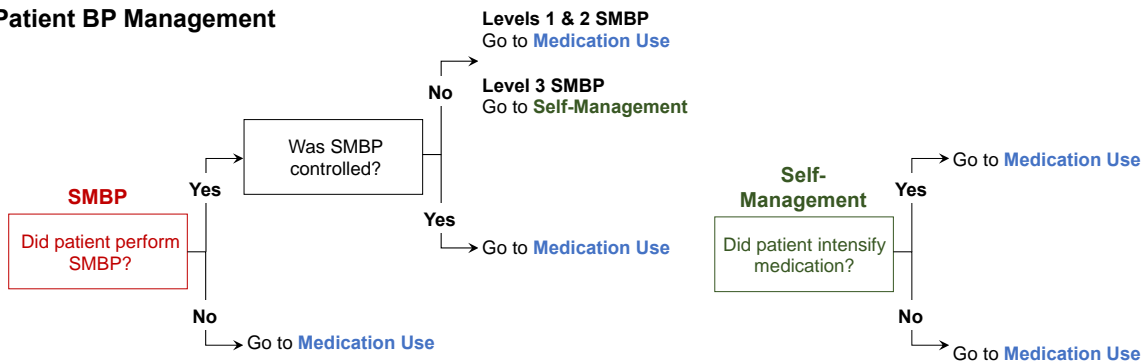 Patient BP Management
Levels 1 & 2 SMBP
Go to Medication Use
Level 3 SMBP
Go to Self-Management
No
Was SMBP
controlled?
Yes
SMBP
Did patient perform
SMBP?
Yes
Go to Medication Use
No
Go to Medication Use
Self-
Management
Did patient intensify
medication?
Yes
Go to Medication Use
No
Go to Medication Use